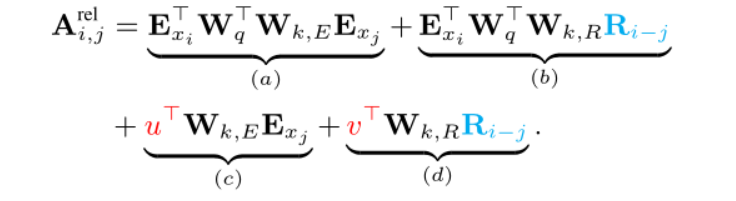 A^{rel}_{i,j} = E^⊤_{x_i} W^⊤_q W_{k,E} E_{x_j} + E^⊤_{x_i} W^⊤_q W_{k,R} R_{i−j}
(a) (b)
+ u^⊤ W_{k,E} E_{x_j} + v^⊤ W_{k,R} R_{i−j} .
(c) (d)